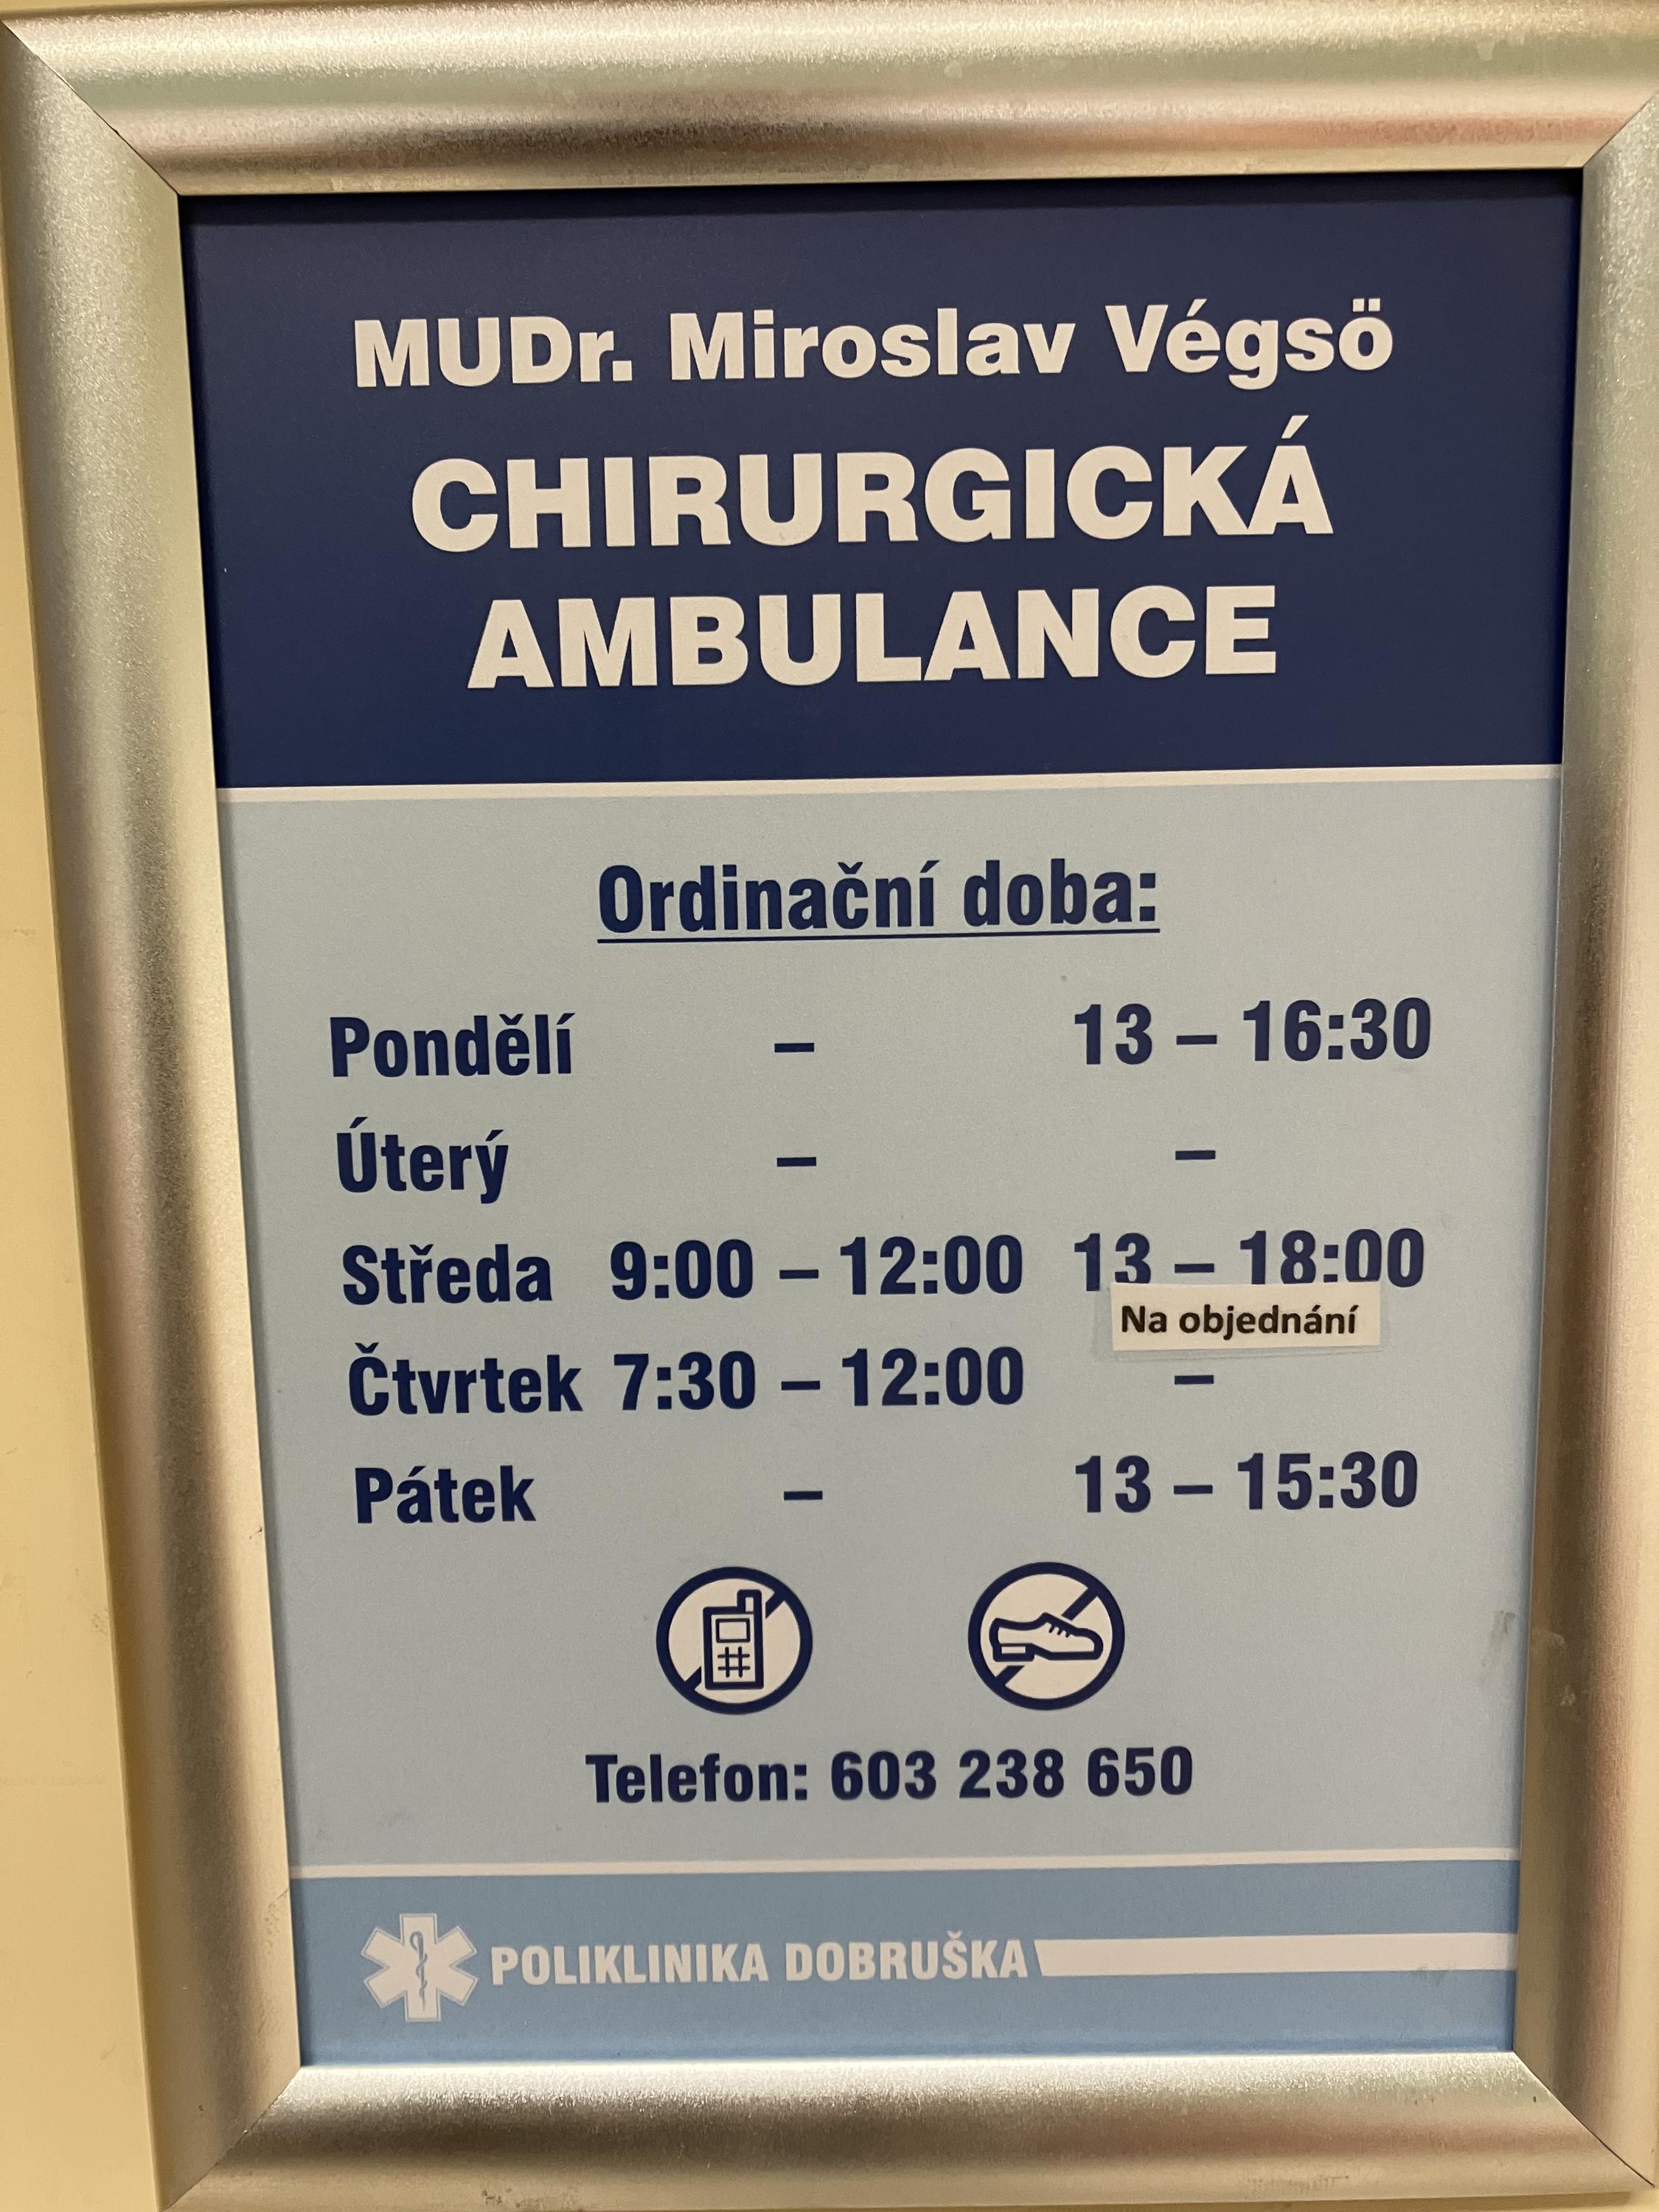 MUDr. Miroslav Végsö
CHIRURGICKÁ
AMBULANCE
Ordinační doba:
Pondělí – 13 – 16:30
Úterý – –
Středa 9:00 – 12:00 13 – 18:00
Na objednání
Čtvrtek 7:30 – 12:00 –
Pátek – 13 – 15:30
Telefon: 603 238 650
POLIKLINIKA DOBRUŠKA